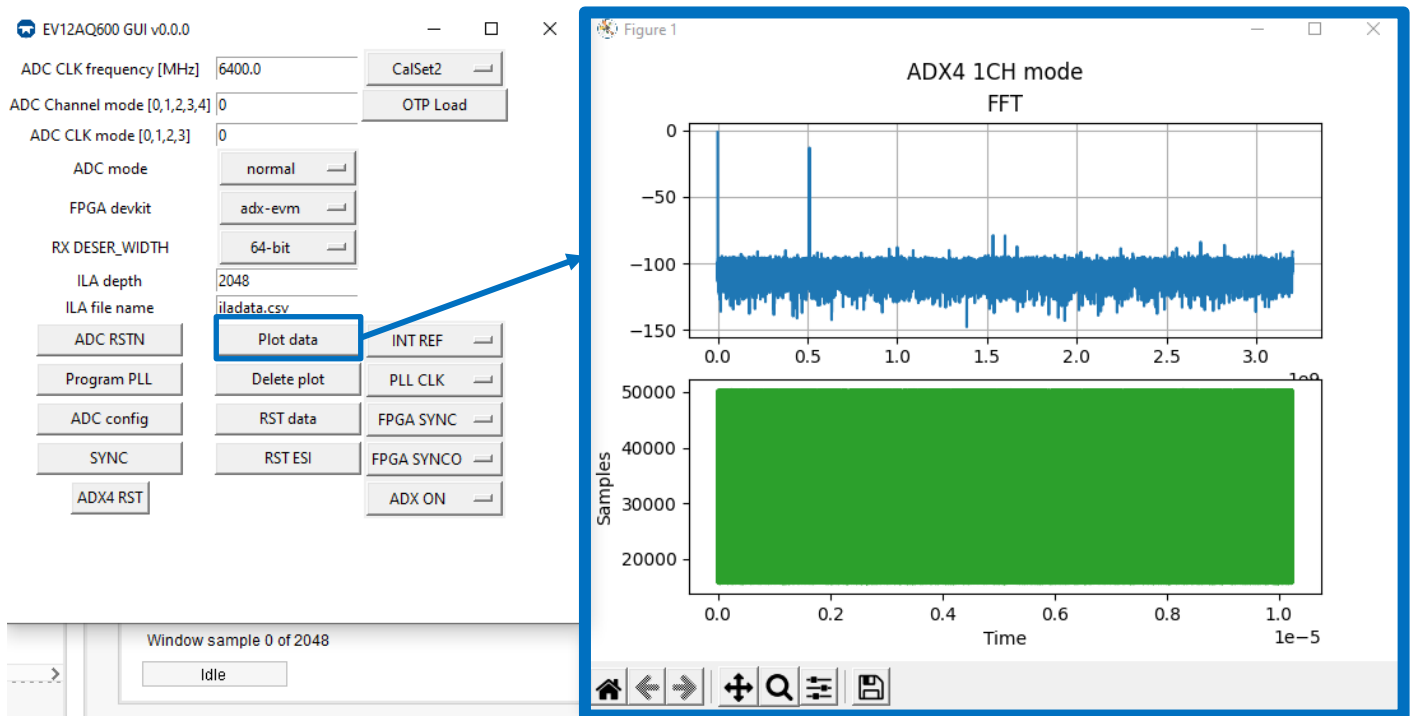 EV12AQ600 GUI v0.0.0
ADC CLK frequency [MHz] 6400.0 CalSet2
ADC Channel mode [0,1,2,3,4] 0 OTP Load
ADC CLK mode [0,1,2,3] 0
ADC mode normal
FPGA devkit adx-evm
RX DESER_WIDTH 64-bit
ILA depth 2048
ILA file name iladata.csv
ADC RSTN Plot data INT REF
Program PLL Delete plot PLL CLK
ADC config RST data FPGA SYNC
SYNC RST ESI FPGA SYNCO
ADX4 RST ADX ON
Window sample 0 of 2048
Idle
Figure 1
ADX4 1CH mode
FFT
0
−50
−100
−150
0.0 0.5 1.0 1.5 2.0 2.5 3.0
1e9
50000
40000
30000
20000
Samples
0.0 0.2 0.4 0.6 0.8 1.0
Time 1e−5